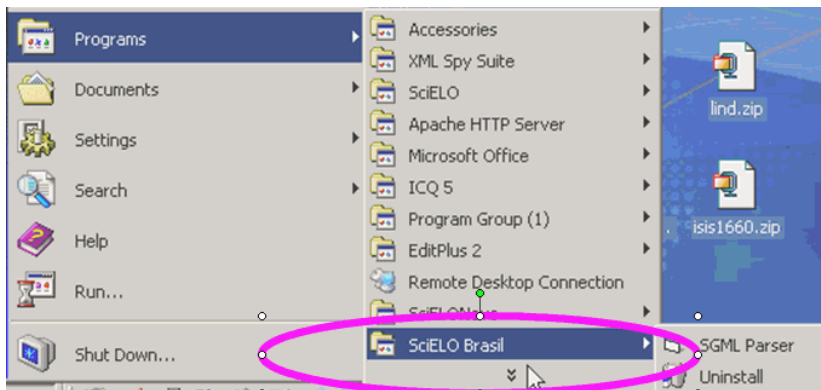 Programs
Documents
Settings
Search
Help
Run...
Shut Down...
Accessories
XML Spy Suite
SciELO
Apache HTTP Server
Microsoft Office
ICQ 5
Program Group (1)
EditPlus 2
Remote Desktop Connection
SciELO Brasil
SGML Parser
Uninstall
lind.zip
isis1660.zip